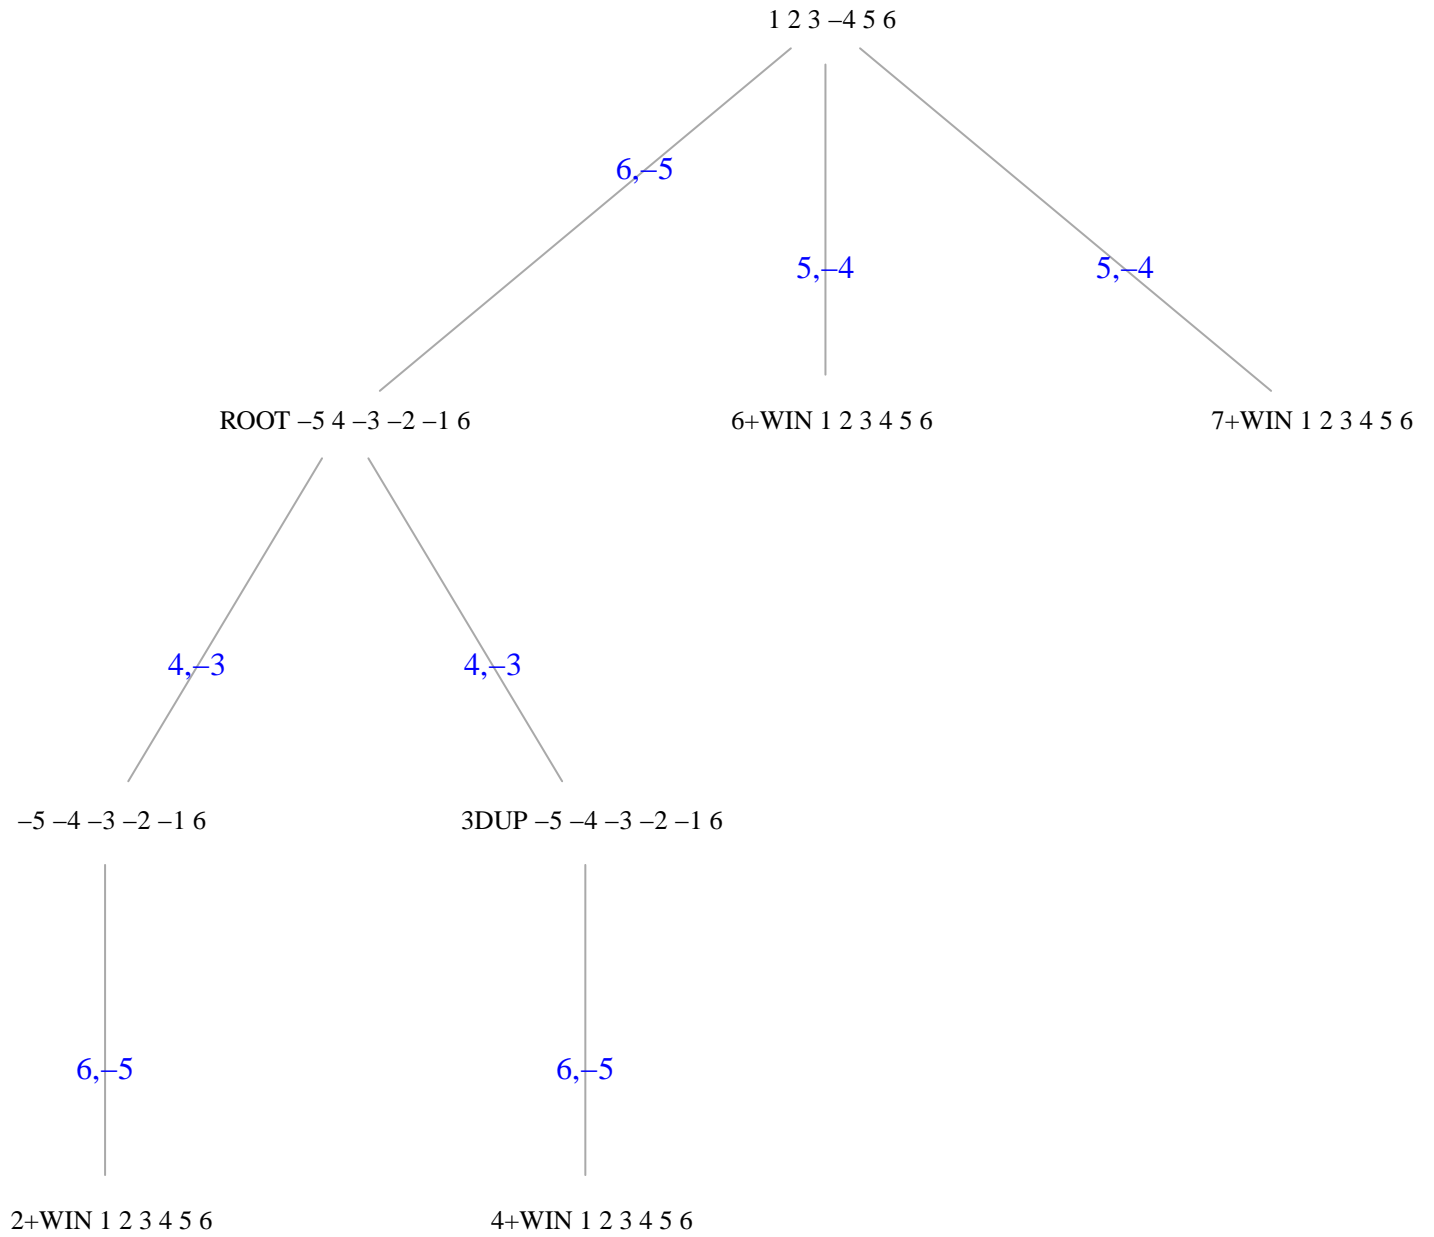 1 2 3 –4 5 6
6,–5
5,–4
5,–4
ROOT –5 4 –3 –2 –1 6
6+WIN 1 2 3 4 5 6
7+WIN 1 2 3 4 5 6
4,–3
4,–3
–5 –4 –3 –2 –1 6
3DUP –5 –4 –3 –2 –1 6
6,–5
6,–5
2+WIN 1 2 3 4 5 6
4+WIN 1 2 3 4 5 6